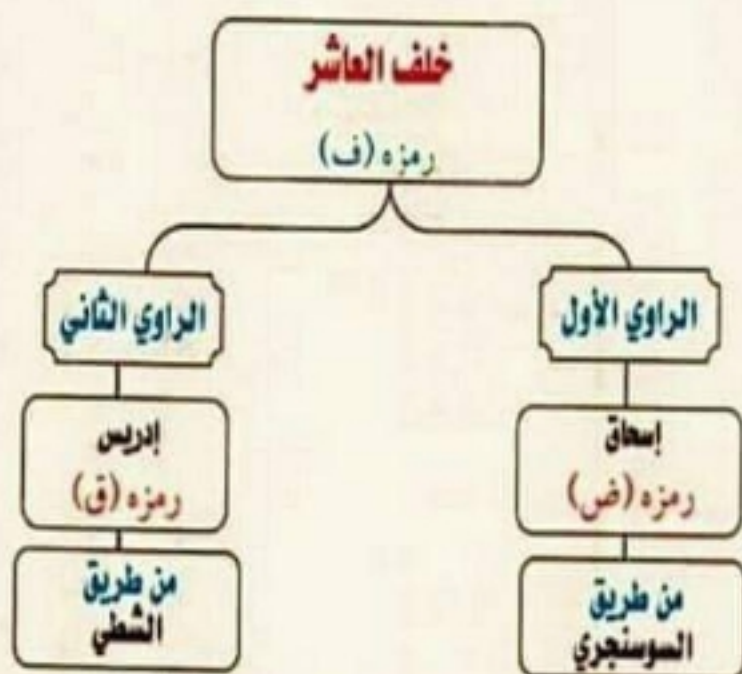 خلف العاشر
رمزه (ف)
الراوي الأول
الراوي الثاني
إسحاق
رمزه (ض)
إدريس
رمزه (ق)
من طريق
السوسنجري
من طريق
الشطي